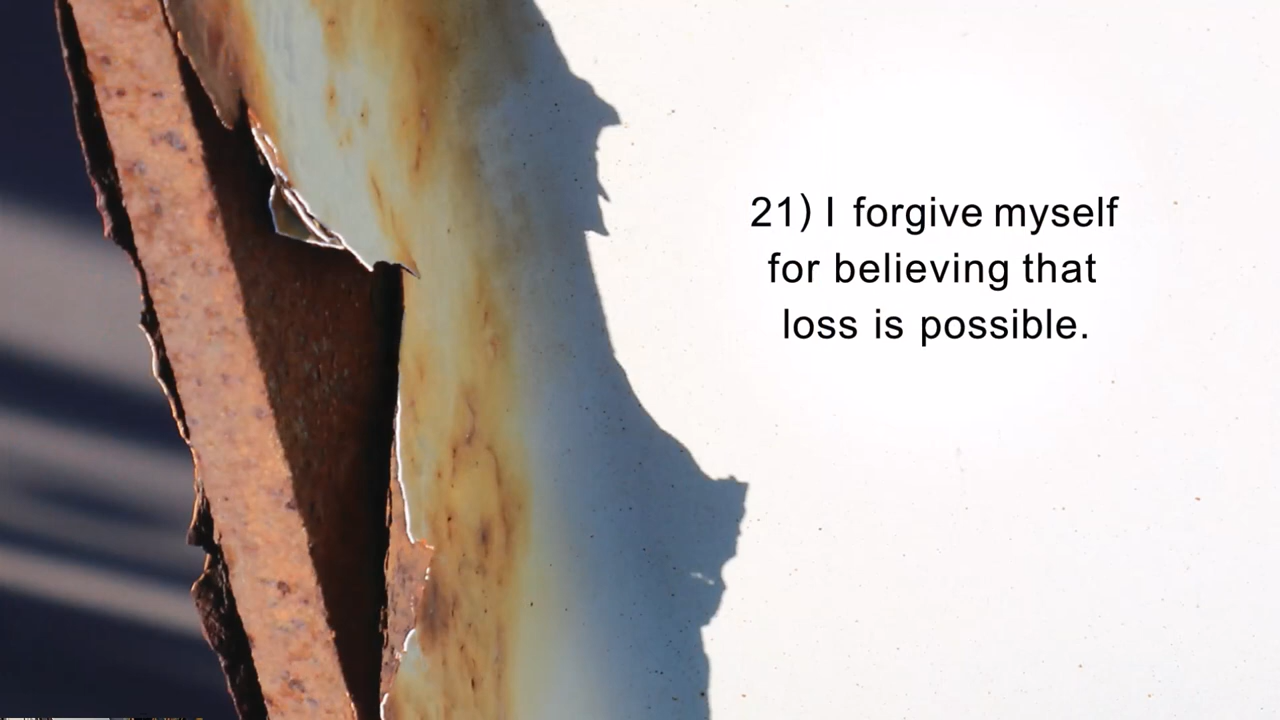 21) I forgive myself
for believing that
loss is possible.